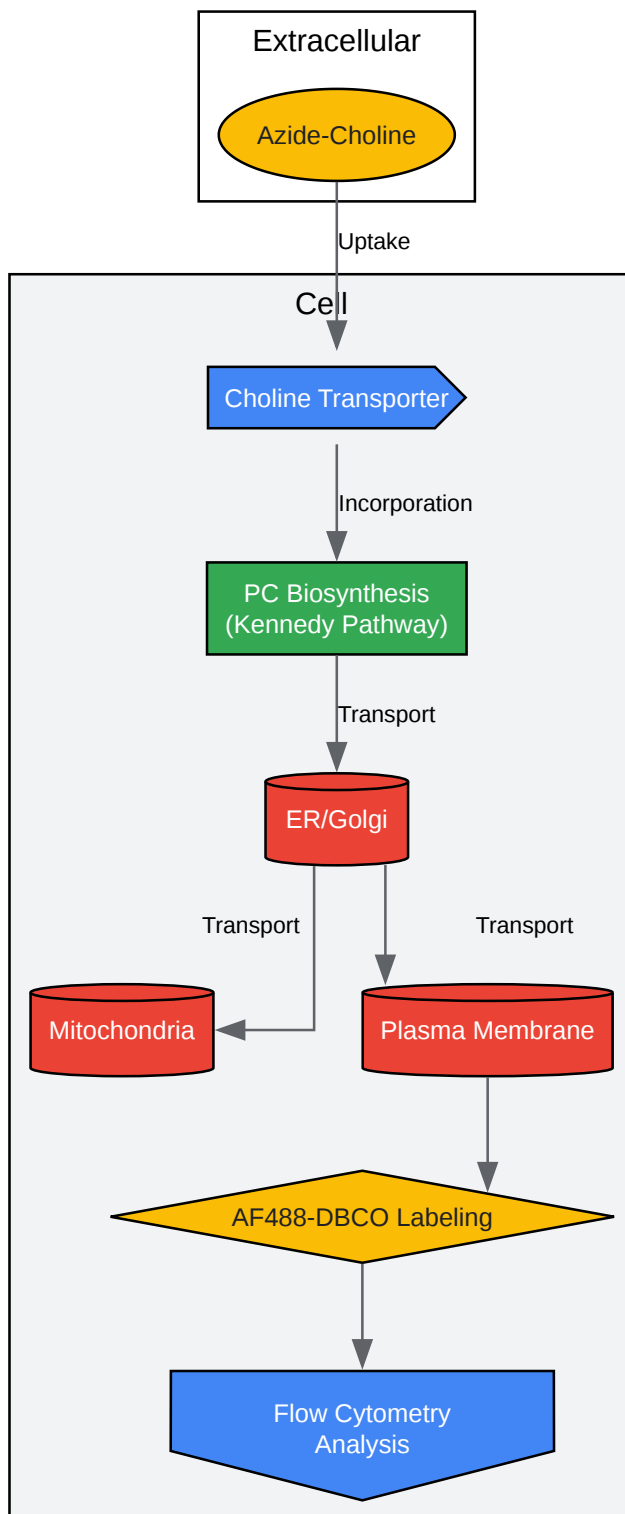 Extracellular
Azide-Choline
Uptake
Cell
Choline Transporter
Incorporation
PC Biosynthesis
(Kennedy Pathway)
Transport
ER/Golgi
Transport
Transport
Mitochondria
Plasma Membrane
AF488-DBCO Labeling
Flow Cytometry
Analysis